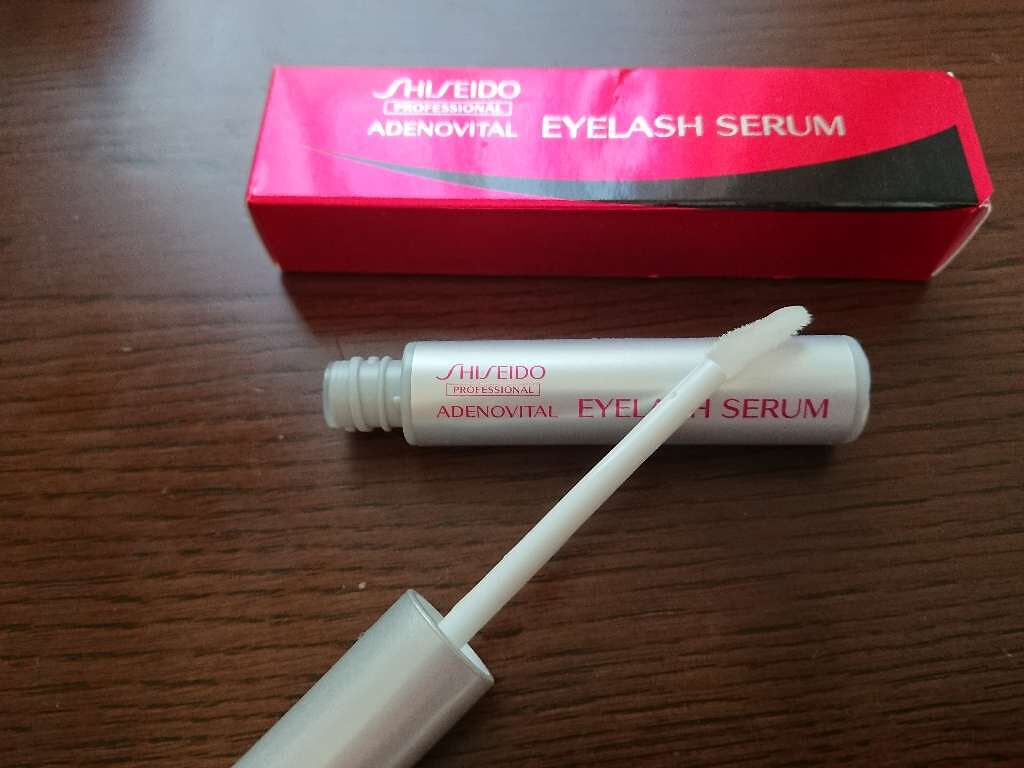 SHISEIDO
PROFESSIONAL
ADENOVITAL EYELASH SERUM
SHISEIDO
PROFESSIONAL
ADENOVITAL EYELASH SERUM